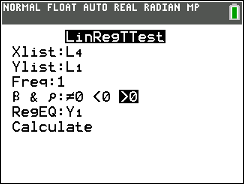 NORMAL FLOAT AUTO REAL RADIAN MP
LinRegTTest
Xlist:L₄
Ylist:L₁
Freq:1
β & ρ:≠0 <0 >0
RegEQ:Y₁
Calculate